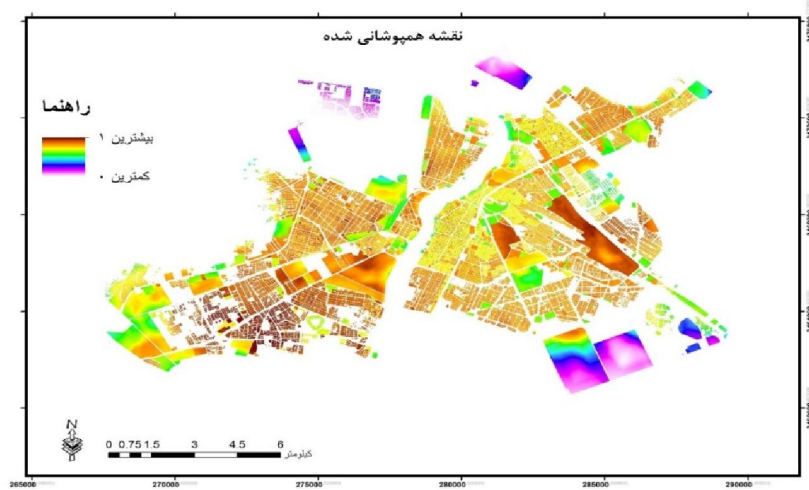 نقشه همپوشانی شده
راهنما
بیشترین ۱
کمترین ۰
N
0 0.75 1.5 3 4.5 6
کیلومتر
265000 270000 275000 280000 285000 290000